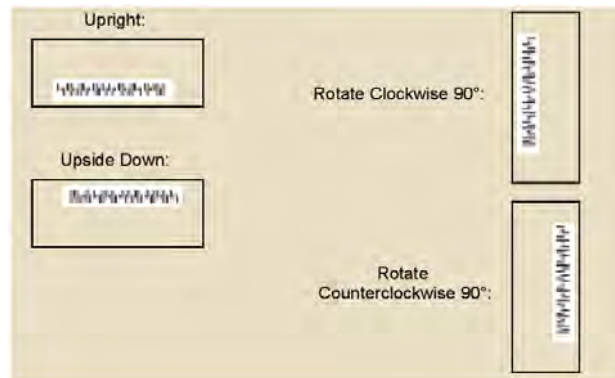 Upright:
Rotate Clockwise 90°:
Upside Down:
Rotate
Counterclockwise 90°: